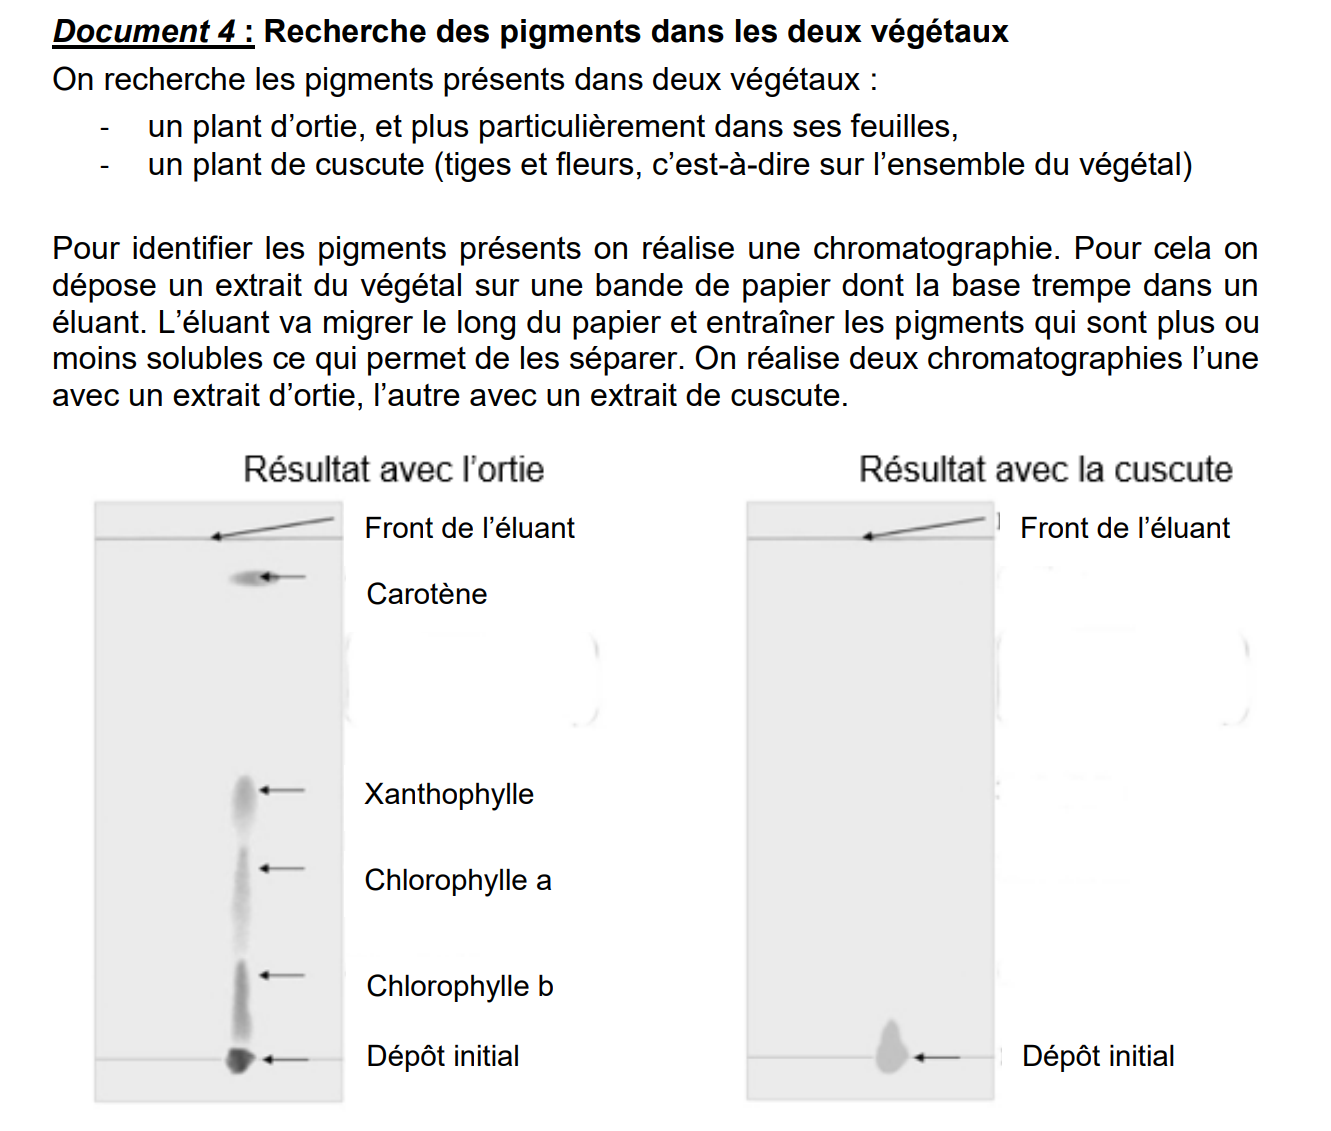 Document 4 : Recherche des pigments dans les deux végétaux
On recherche les pigments présents dans deux végétaux :
- un plant d’ortie, et plus particulièrement dans ses feuilles,
- un plant de cuscute (tiges et fleurs, c’est-à-dire sur l’ensemble du végétal)
Pour identifier les pigments présents on réalise une chromatographie. Pour cela on
dépose un extrait du végétal sur une bande de papier dont la base trempe dans un
éluant. L’éluant va migrer le long du papier et entraîner les pigments qui sont plus ou
moins solubles ce qui permet de les séparer. On réalise deux chromatographies l’une
avec un extrait d’ortie, l’autre avec un extrait de cuscute.
Résultat avec l’ortie
Front de l’éluant
Carotène
Xanthophylle
Chlorophylle a
Chlorophylle b
Dépôt initial
Résultat avec la cuscute
Front de l’éluant
Dépôt initial